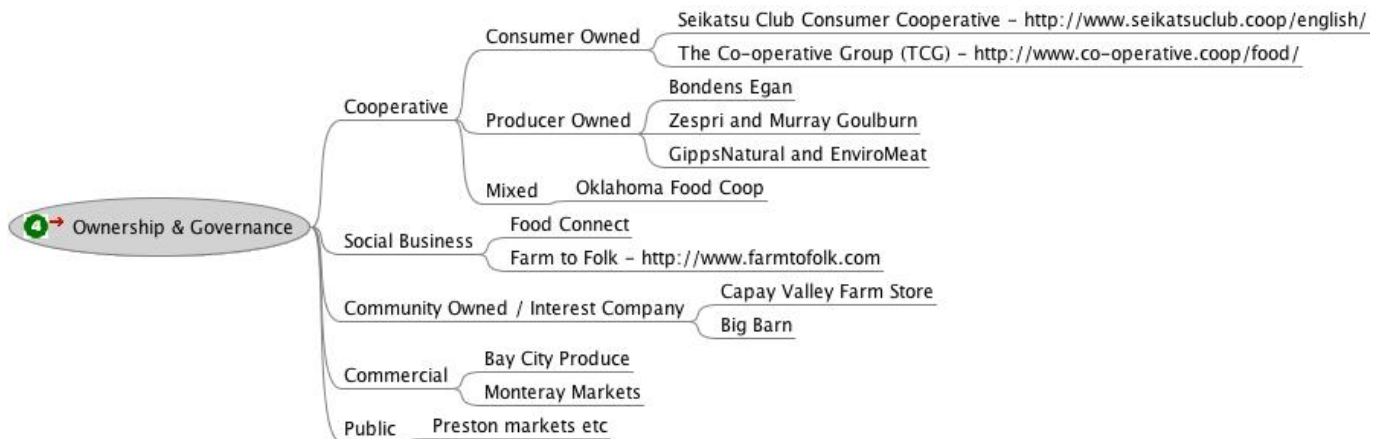 Seikatsu Club Consumer Cooperative - http://www.seikatsuclub.coop/english/
Consumer Owned
The Co-operative Group (TCG) - http://www.co-operative.coop/food/
Bondens Egan
Cooperative
Producer Owned
Zespri and Murray Goulburn
GippsNatural and EnviroMeat
Mixed
Oklahoma Food Coop
4 Ownership & Governance
Food Connect
Social Business
Farm to Folk - http://www.farmtofolk.com
Capay Valley Farm Store
Community Owned / Interest Company
Big Barn
Bay City Produce
Commercial
Monteray Markets
Public
Preston markets etc